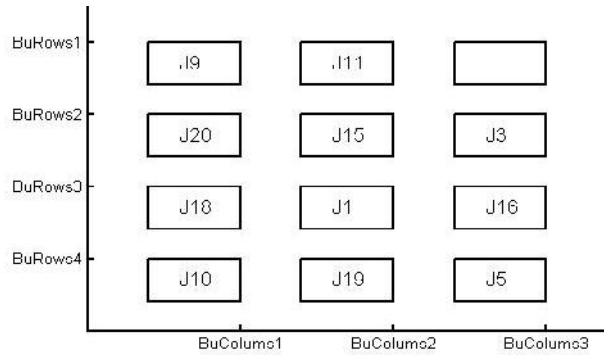 BuRows1 J9 J11
BuRows2 J20 J15 J3
BuRows3 J18 J1 J16
BuRows4 J10 J19 J5
BuColums1 BuColums2 BuColums3